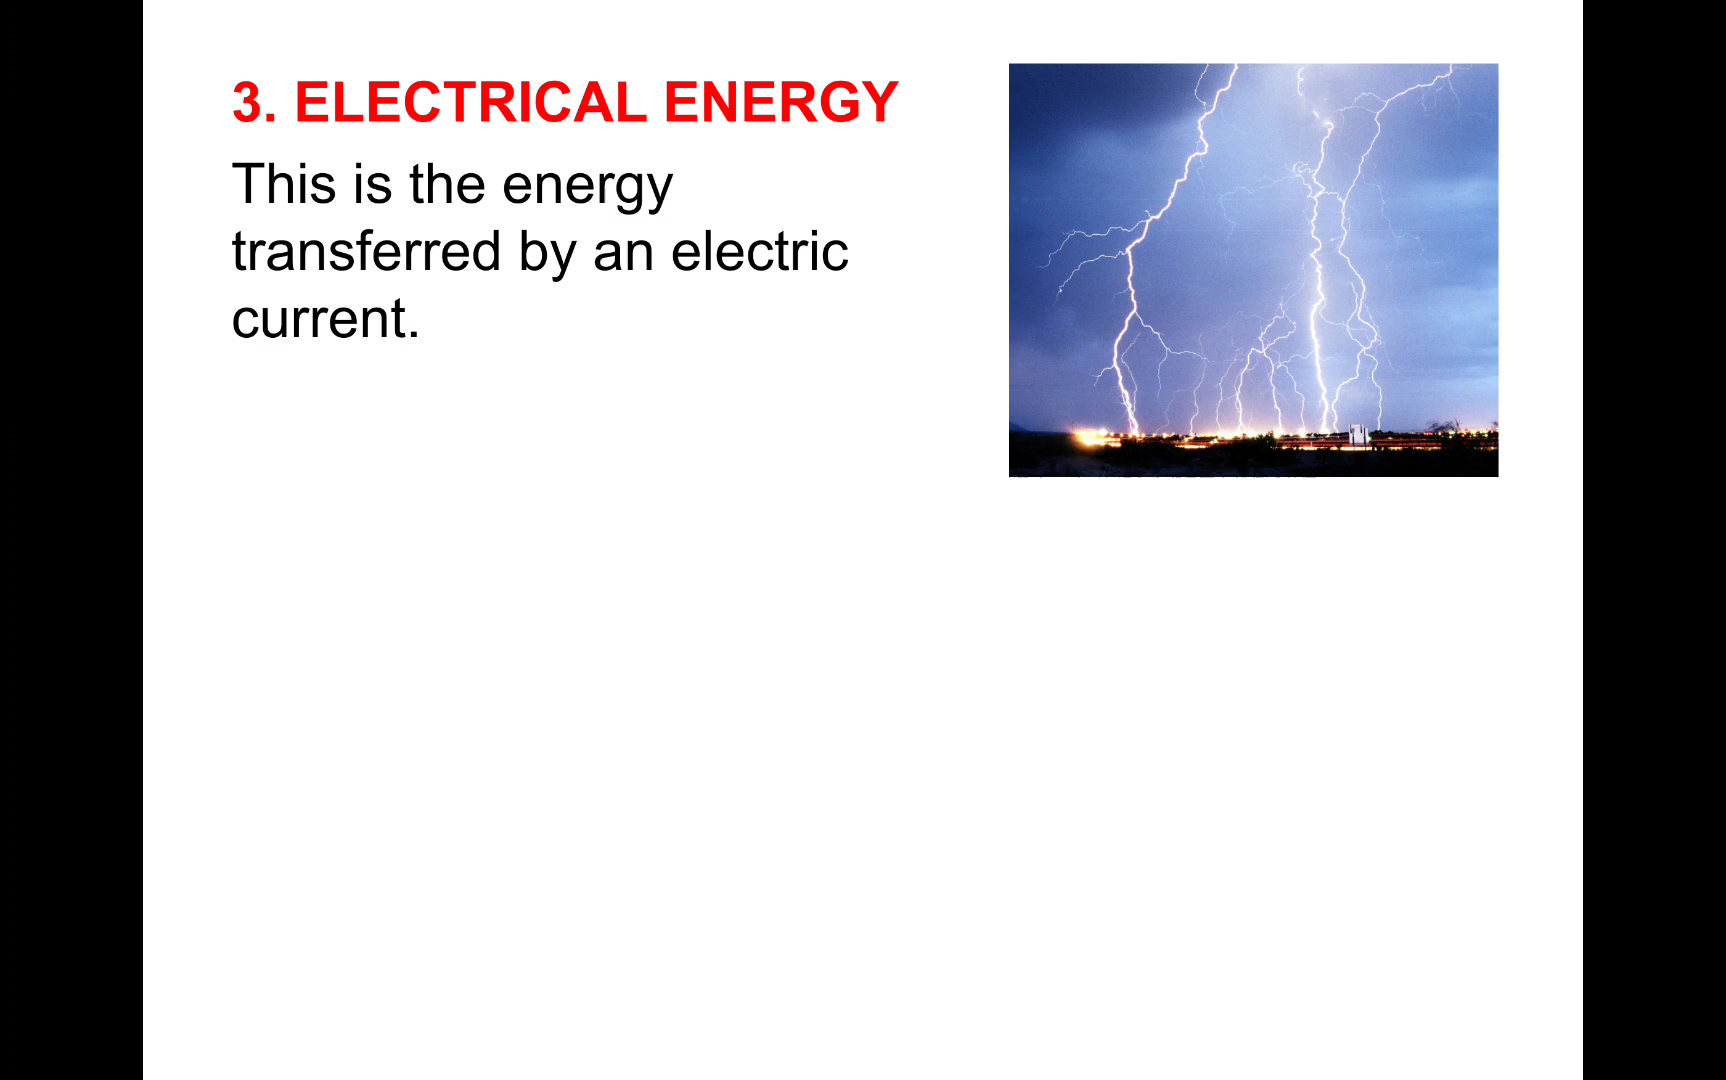 3. ELECTRICAL ENERGY
This is the energy
transferred by an electric
current.